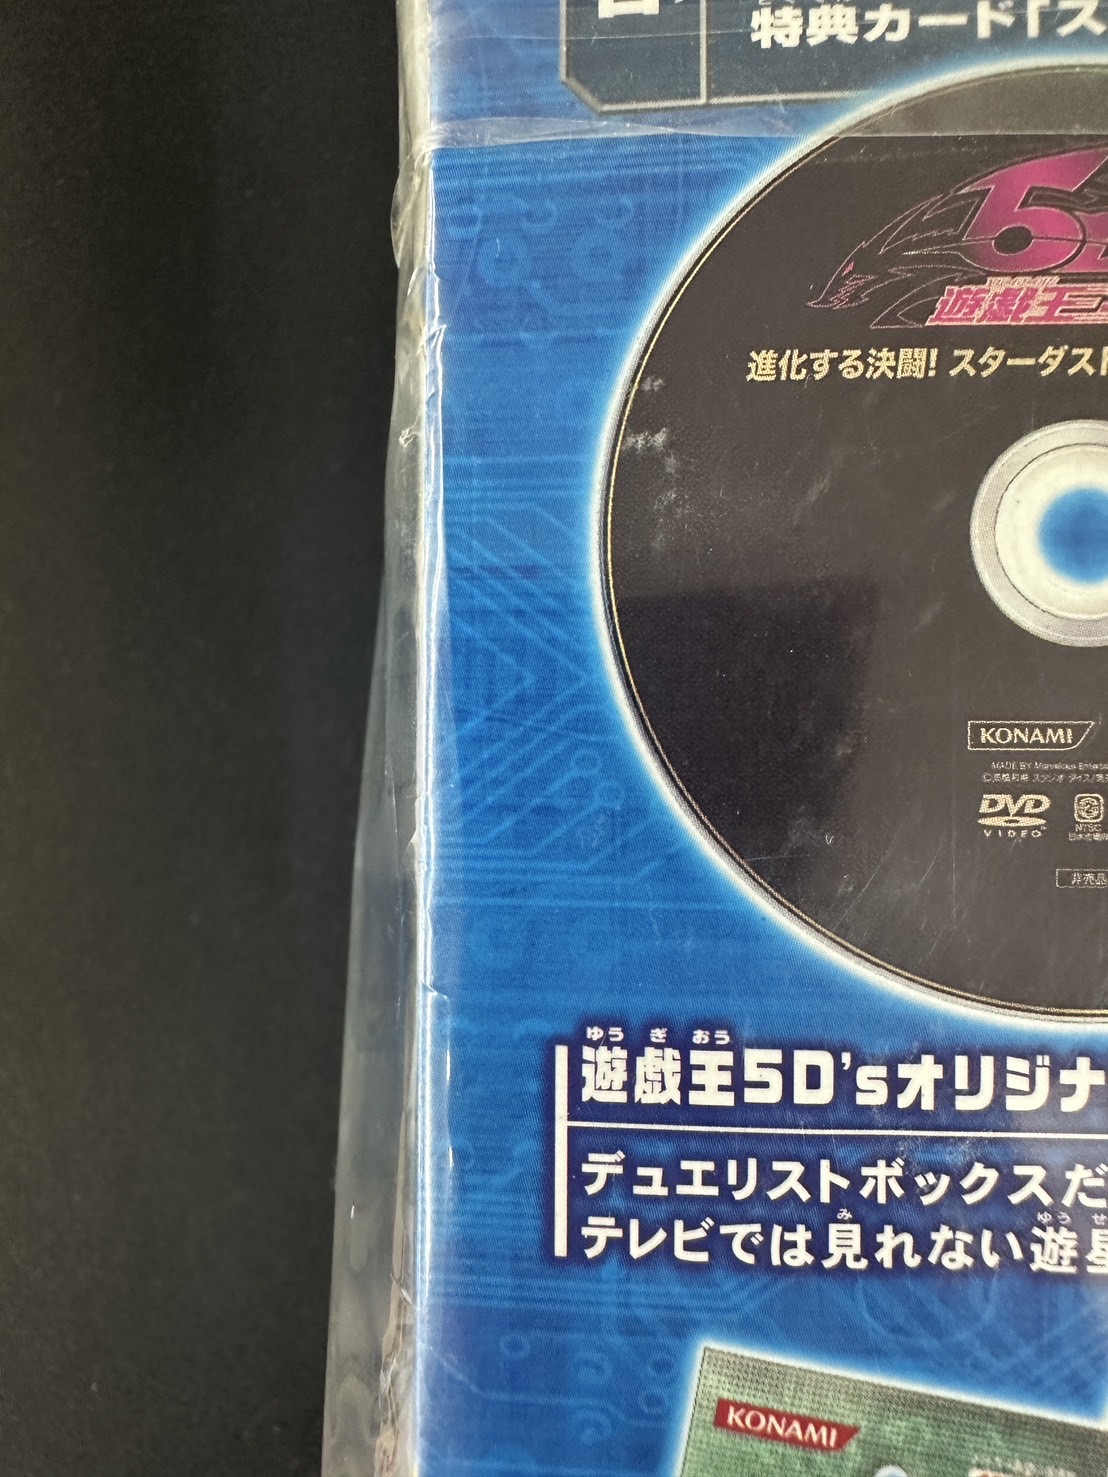 特典カード「ス
5D
遊戯王
進化する決闘! スターダスト
KONAMI
DVD
VIDEO
NTSC
非売品
ゆう ぎ おう
遊戯王5D'sオリジナ
デュエリストボックスだ
み ゆう せ
テレビでは見れない遊星
KONAMI